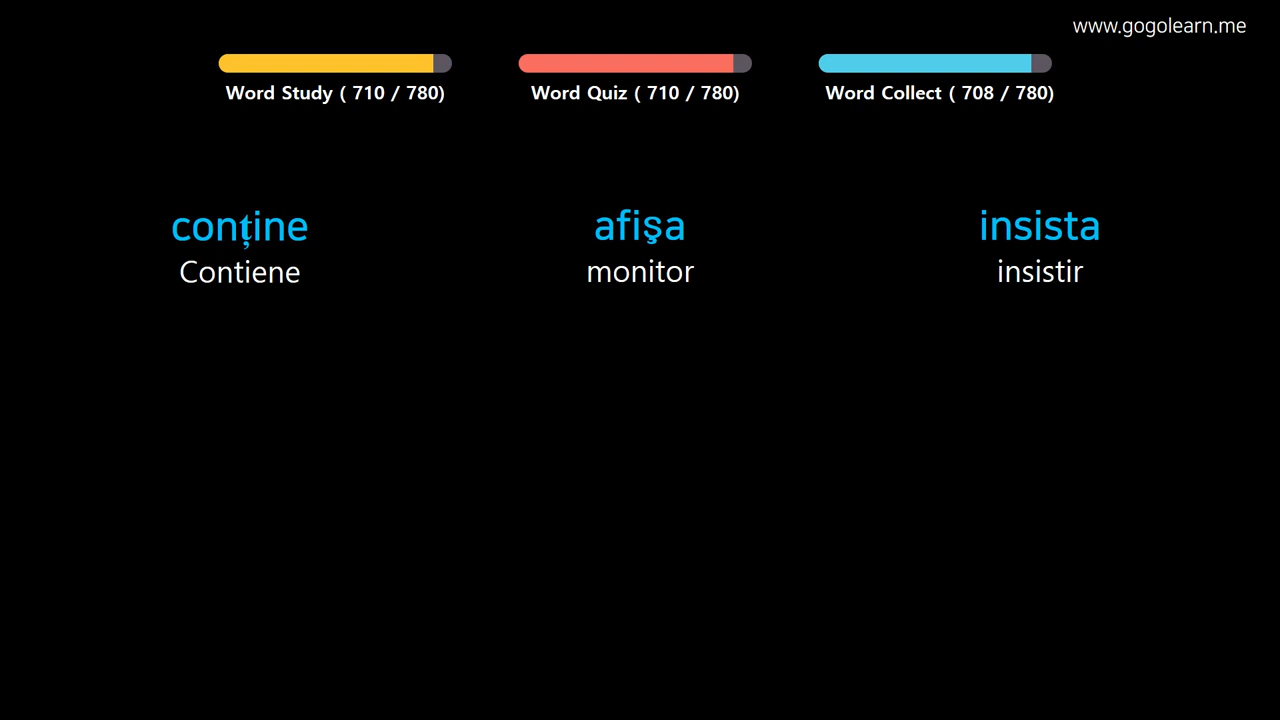 www.gogolearn.me
Word Study ( 710 / 780)
Word Quiz ( 710 / 780)
Word Collect ( 708 / 780)
conține
afişa
insista
Contiene
monitor
insistir